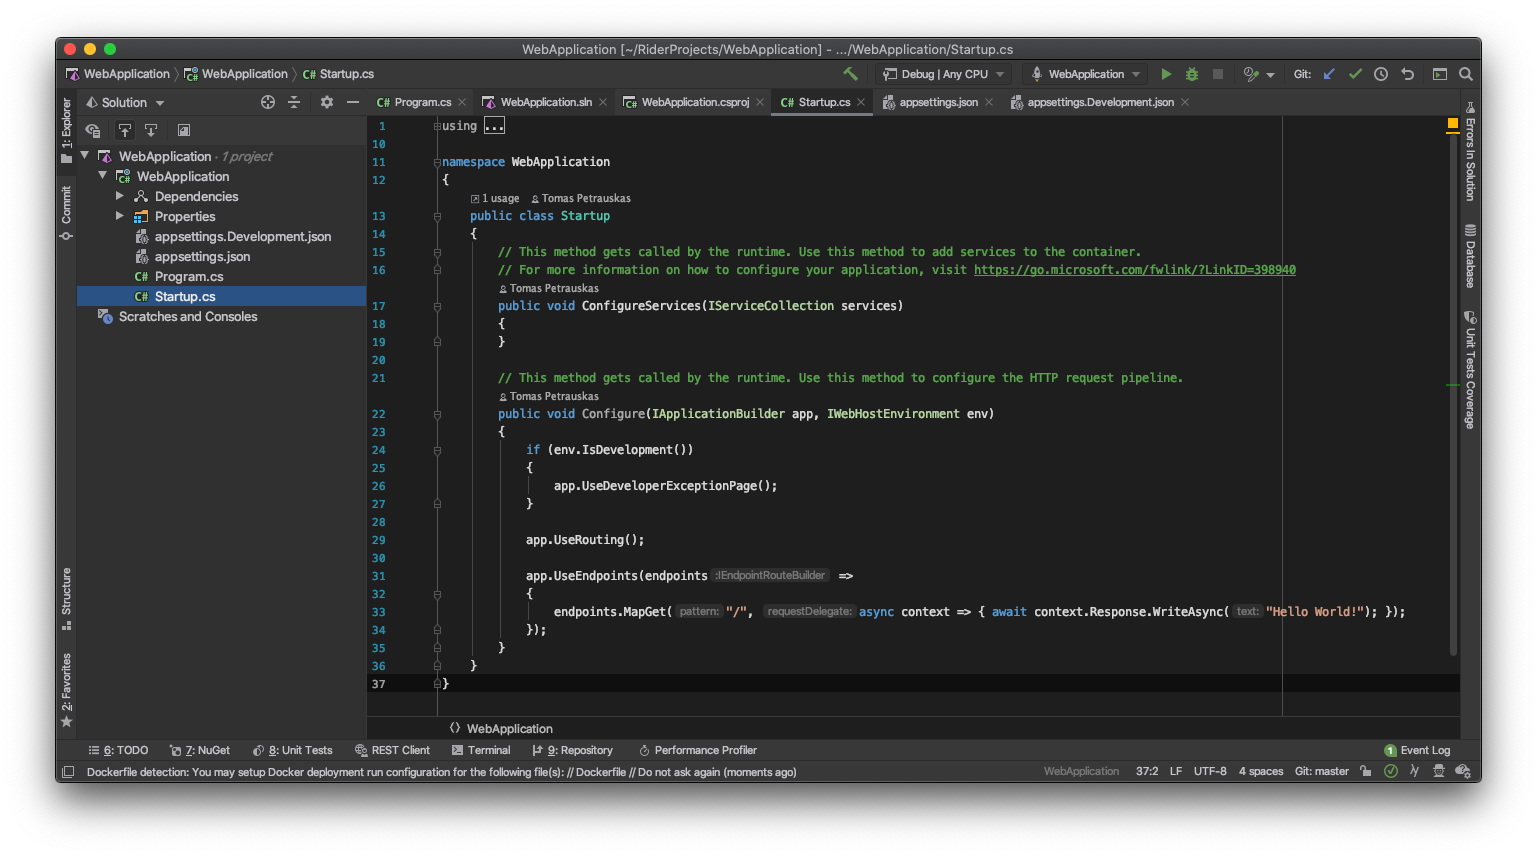 WebApplication [~/RiderProjects/WebApplication] - .../WebApplication/Startup.cs
WebApplication WebApplication C# Startup.cs
Debug | Any CPU WebApplication Git:
1: Explorer
Commit
Structure
2: Favorites
Solution
WebApplication · 1 project
WebApplication
Dependencies
Properties
appsettings.Development.json
appsettings.json
C# Program.cs
C# Startup.cs
Scratches and Consoles
C# Program.cs WebApplication.sln WebApplication.csproj C# Startup.cs appsettings.json appsettings.Development.json
1 using ...
10
11 namespace WebApplication
12 {
1 usage Tomas Petrauskas
13 public class Startup
14 {
15 // This method gets called by the runtime. Use this method to add services to the container.
16 // For more information on how to configure your application, visit https://go.microsoft.com/fwlink/?LinkID=398940
Tomas Petrauskas
17 public void ConfigureServices(IServiceCollection services)
18 {
19 }
20
21 // This method gets called by the runtime. Use this method to configure the HTTP request pipeline.
Tomas Petrauskas
22 public void Configure(IApplicationBuilder app, IWebHostEnvironment env)
23 {
24 if (env.IsDevelopment())
25 {
26 app.UseDeveloperExceptionPage();
27 }
28
29 app.UseRouting();
30
31 app.UseEndpoints(endpoints :IEndpointRouteBuilder =>
32 {
33 endpoints.MapGet( pattern: "/", requestDelegate: async context => { await context.Response.WriteAsync( text: "Hello World!"); });
34 });
35 }
36 }
37 }
WebApplication
Errors In Solution
Database
Unit Tests Coverage
6: TODO 7: NuGet 8: Unit Tests REST Client Terminal 9: Repository Performance Profiler 1 Event Log
Dockerfile detection: You may setup Docker deployment run configuration for the following file(s): // Dockerfile // Do not ask again (moments ago) WebApplication 37:2 LF UTF-8 4 spaces Git: master